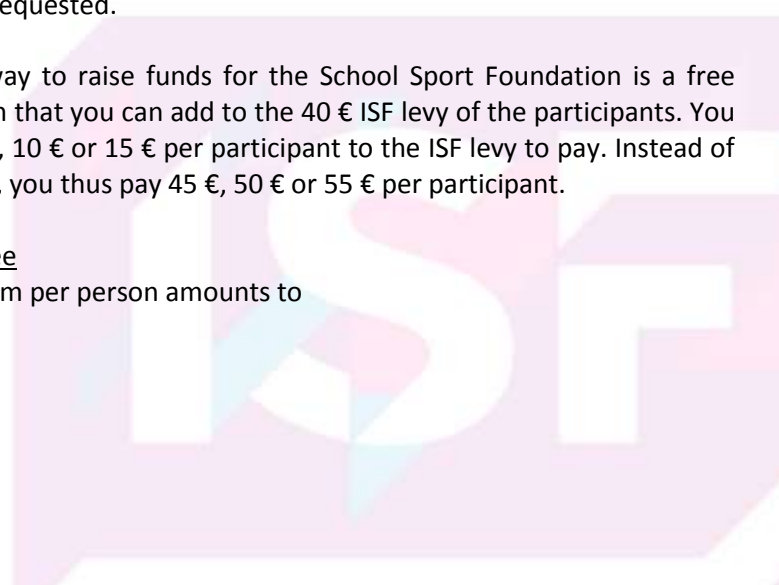 equested.
way to raise funds for the School Sport Foundation is a free
n that you can add to the 40 € ISF levy of the participants. You
, 10 € or 15 € per participant to the ISF levy to pay. Instead of
, you thus pay 45 €, 50 € or 55 € per participant.
ee
m per person amounts to
ISF